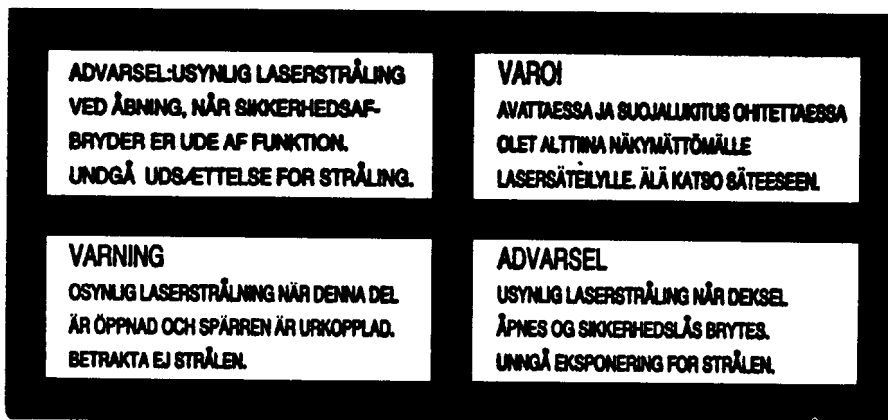 ADVARSEL:USYNLIG LASERSTRÅLING
VED ÅBNING, NÅR SIKKERHEDSAF-
BRYDER ER UDE AF FUNKTION.
UNDGÅ UDSÆTTELSE FOR STRÅLING.
VARO!
AVATTAESSA JA SUOJALUKITUS OHITETTAESSA
OLET ALTTIINA NÄKYMÄTTÖMÄLLE
LASERSÄTEILYLLE. ÄLÄ KATSO SÄTEESEEN.
VARNING
OSYNLIG LASERSTRÅLNING NÄR DENNA DEL
ÄR ÖPPNAD OCH SPÄRREN ÄR URKOPPLAD.
BETRAKTA EJ STRÅLEN.
ADVARSEL
USYNLIG LASERSTRÅLING NÅR DEKSEL
ÅPNES OG SIKKERHEDSLÅS BRYTES.
UNNGÅ EKSPONERING FOR STRÅLEN.